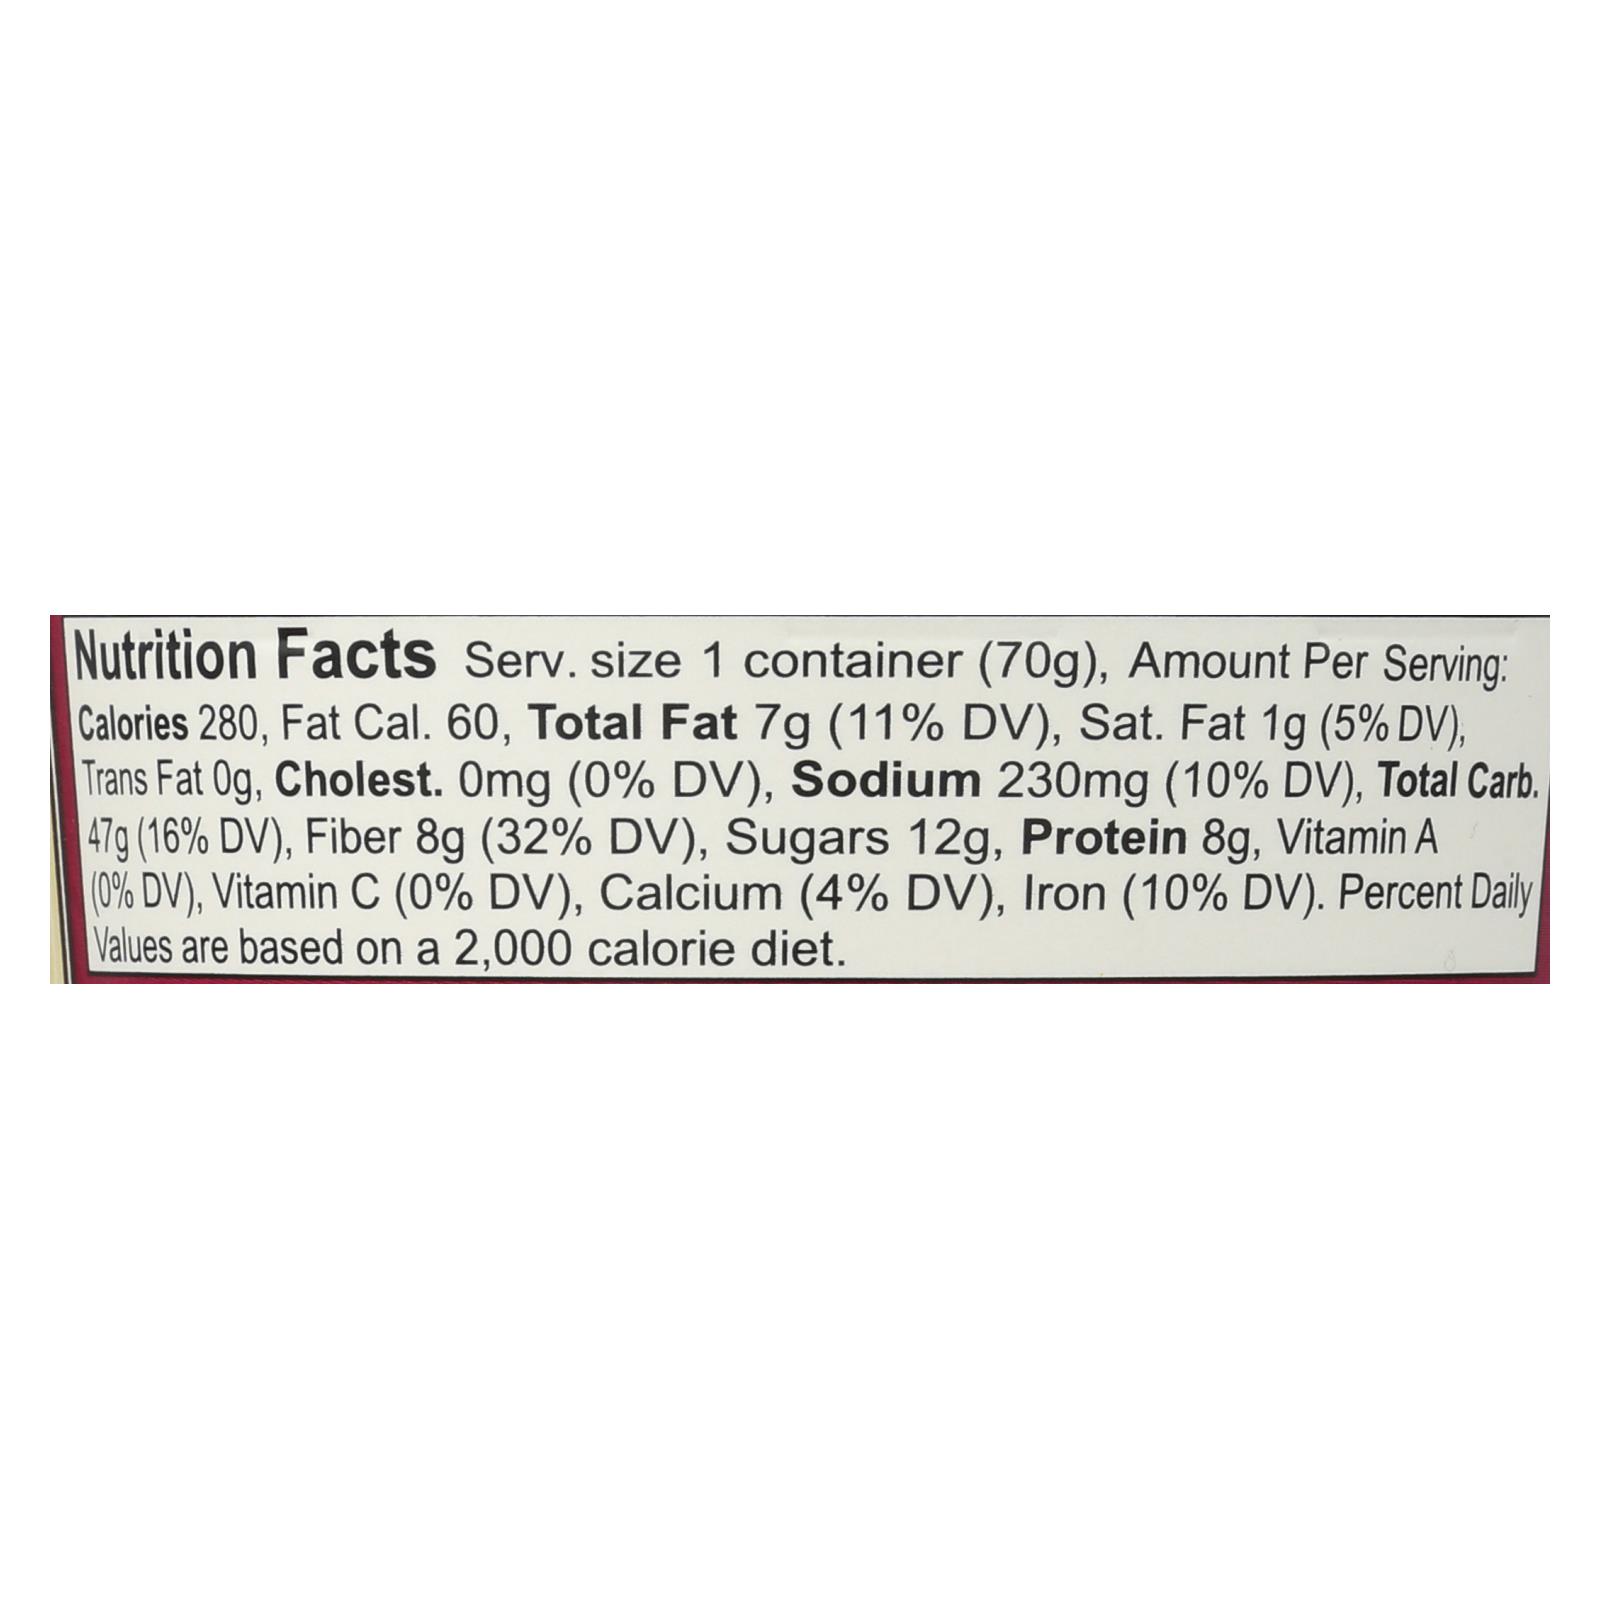 Nutrition Facts Serv. size 1 container (70g), Amount Per Serving:
Calories 280, Fat Cal. 60, Total Fat 7g (11% DV), Sat. Fat 1g (5% DV),
Trans Fat 0g, Cholest. 0mg (0% DV), Sodium 230mg (10% DV), Total Carb.
47g (16% DV), Fiber 8g (32% DV), Sugars 12g, Protein 8g, Vitamin A
(0% DV), Vitamin C (0% DV), Calcium (4% DV), Iron (10% DV). Percent Daily
Values are based on a 2,000 calorie diet.